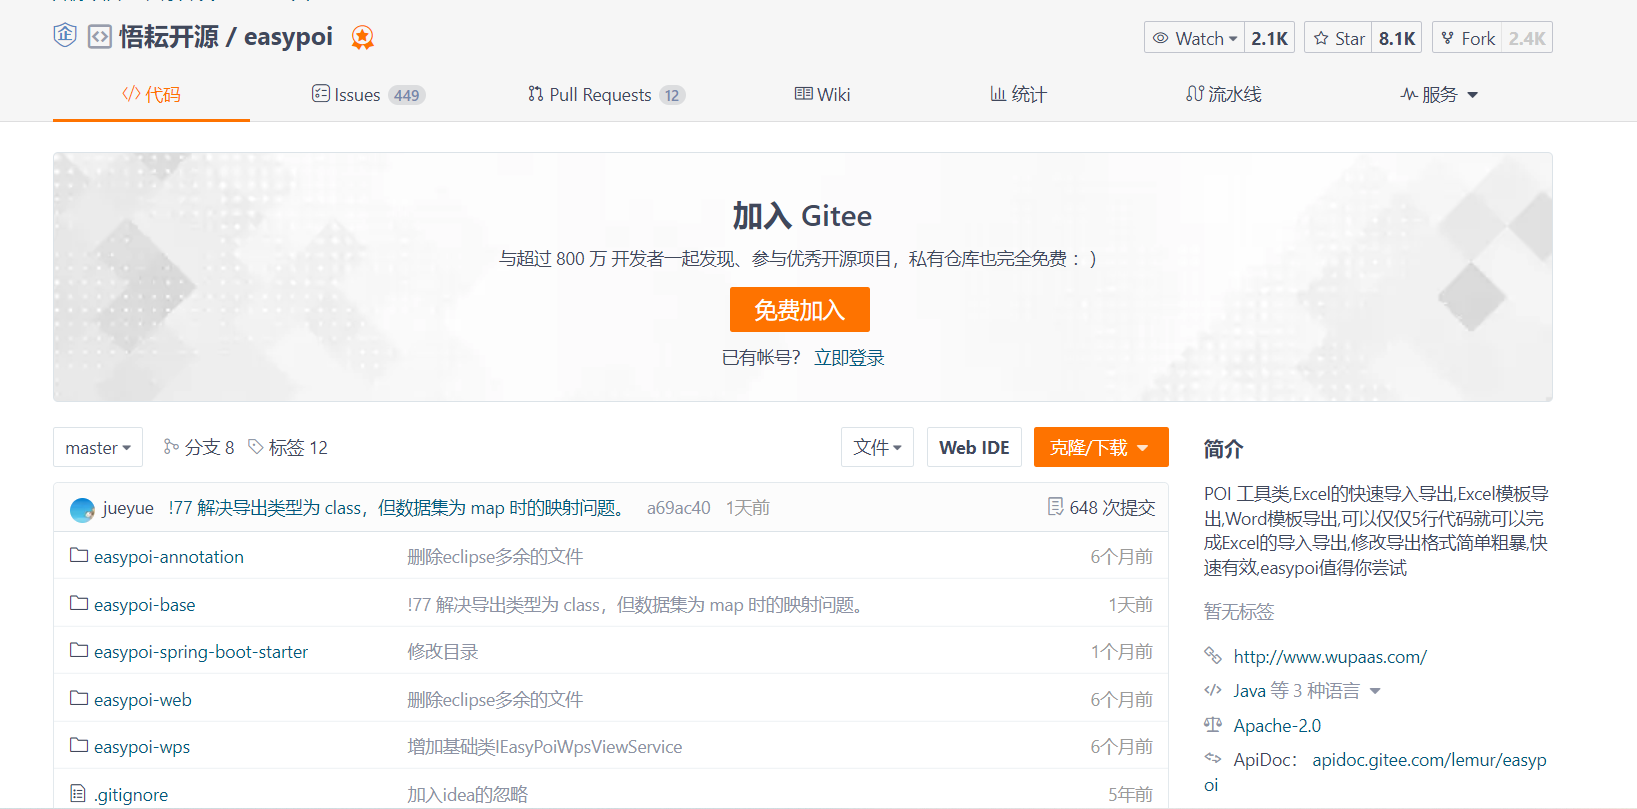 悟耘开源 / easypoi
Watch 2.1K Star 8.1K Fork 2.4K
代码 Issues 449 Pull Requests 12 Wiki 统计 流水线 服务
加入 Gitee
与超过 800 万 开发者一起发现、参与优秀开源项目，私有仓库也完全免费：）
免费加入
已有帐号？ 立即登录
master 分支 8 标签 12 文件 Web IDE 克隆/下载
jueyue !77 解决导出类型为 class，但数据集为 map 时的映射问题。 a69ac40 1天前 648 次提交
easypoi-annotation 删除eclipse多余的文件 6个月前
easypoi-base !77 解决导出类型为 class，但数据集为 map 时的映射问题。 1天前
easypoi-spring-boot-starter 修改目录 1个月前
easypoi-web 删除eclipse多余的文件 6个月前
easypoi-wps 增加基础类IEasyPoiWpsViewService 6个月前
.gitignore 加入idea的忽略 5年前
简介
POI 工具类,Excel的快速导入导出,Excel模板导
出,Word模板导出,可以仅仅5行代码就可以完
成Excel的导入导出,修改导出格式简单粗暴,快
速有效,easypoi值得你尝试
暂无标签
http://www.wupaas.com/
Java 等 3 种语言
Apache-2.0
ApiDoc： apidoc.gitee.com/lemur/easyp
oi